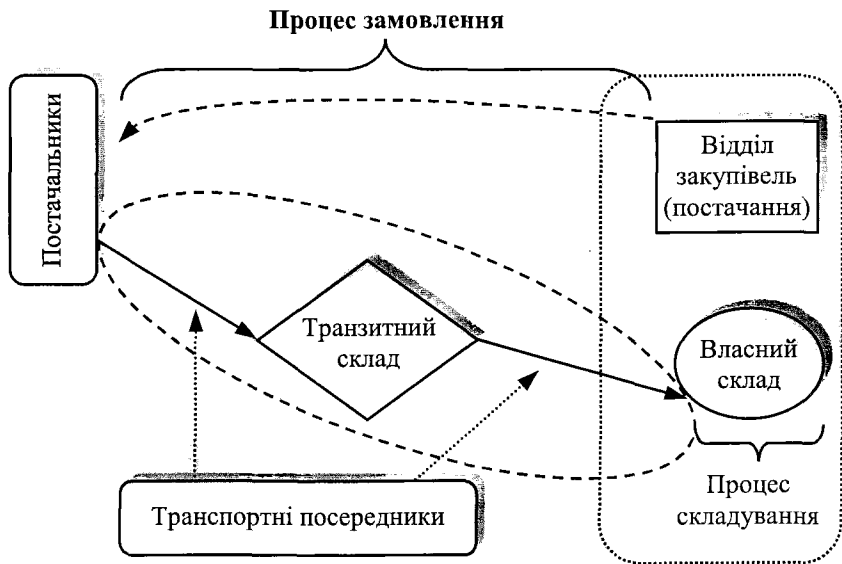 Процес замовлення
Постачальники
Відділ
закупівель
(постачання)
Транзитний
склад
Власний
склад
Процес
складування
Транспортні посередники